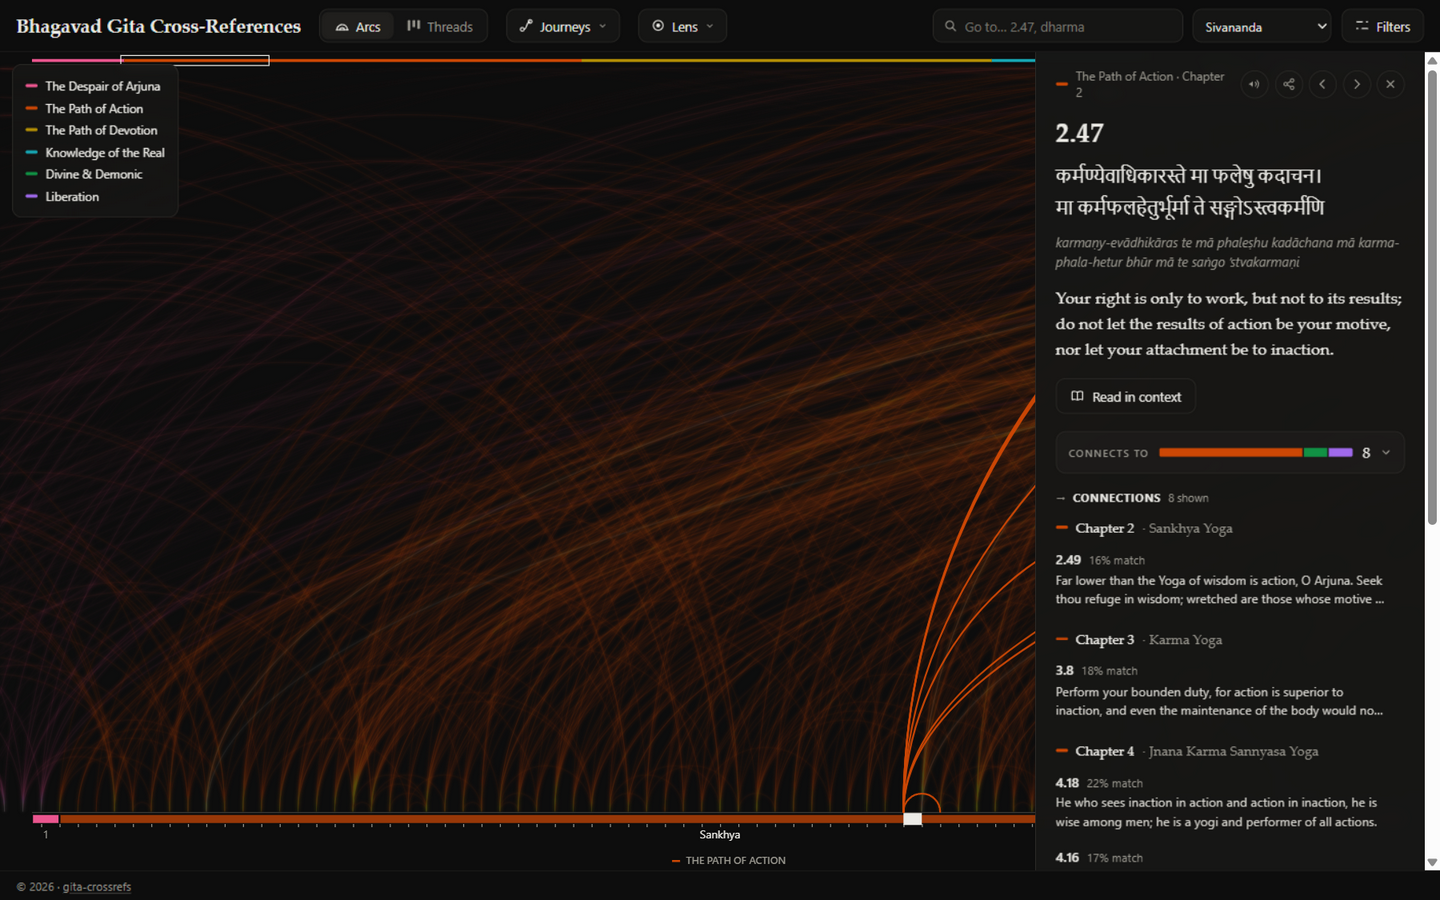 Bhagavad Gita Cross-References
Arcs
Threads
Journeys
Lens
Go to... 2.47, dharma
Sivananda
Filters
The Despair of Arjuna
The Path of Action
The Path of Devotion
Knowledge of the Real
Divine & Demonic
Liberation
The Path of Action · Chapter
2
2.47
कर्मण्येवाधिकारस्ते मा फलेषु कदाचन।
मा कर्मफलहेतुर्भूर्मा ते सङ्गोऽस्त्वकर्मणि
karmaṇy-evādhikāras te mā phaleṣhu kadāchana mā karma-
phala-hetur bhūr mā te saṅgo 'stvakarmaṇi
Your right is only to work, but not to its results;
do not let the results of action be your motive,
nor let your attachment be to inaction.
Read in context
CONNECTS TO
8
→ CONNECTIONS 8 shown
Chapter 2 · Sankhya Yoga
2.49 16% match
Far lower than the Yoga of wisdom is action, O Arjuna. Seek
thou refuge in wisdom; wretched are those whose motive ...
Chapter 3 · Karma Yoga
3.8 18% match
Perform your bounden duty, for action is superior to
inaction, and even the maintenance of the body would no...
Chapter 4 · Jnana Karma Sannyasa Yoga
4.18 22% match
He who sees inaction in action and action in inaction, he is
wise among men; he is a yogi and performer of all actions.
4.16 17% match
1
Sankhya
THE PATH OF ACTION
© 2026 · gita-crossrefs